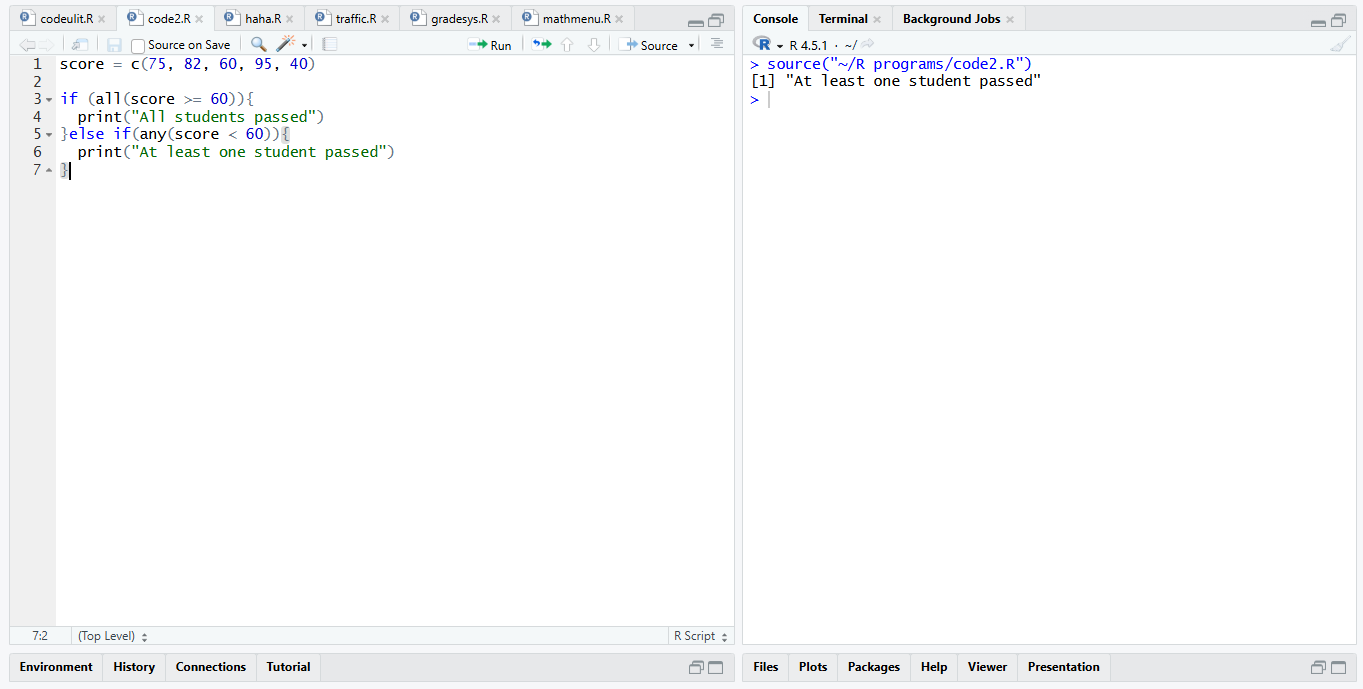 codeulit.R code2.R haha.R traffic.R gradesys.R mathmenu.R
Source on Save Run Source
1 score = c(75, 82, 60, 95, 40)
2
3 if (all(score >= 60)){
4   print("All students passed")
5 }else if(any(score < 60)){
6   print("At least one student passed")
7 }
7:2 (Top Level) R Script
Environment History Connections Tutorial
Console Terminal Background Jobs
R R 4.5.1 · ~/
> source("~/R programs/code2.R")
[1] "At least one student passed"
>
Files Plots Packages Help Viewer Presentation